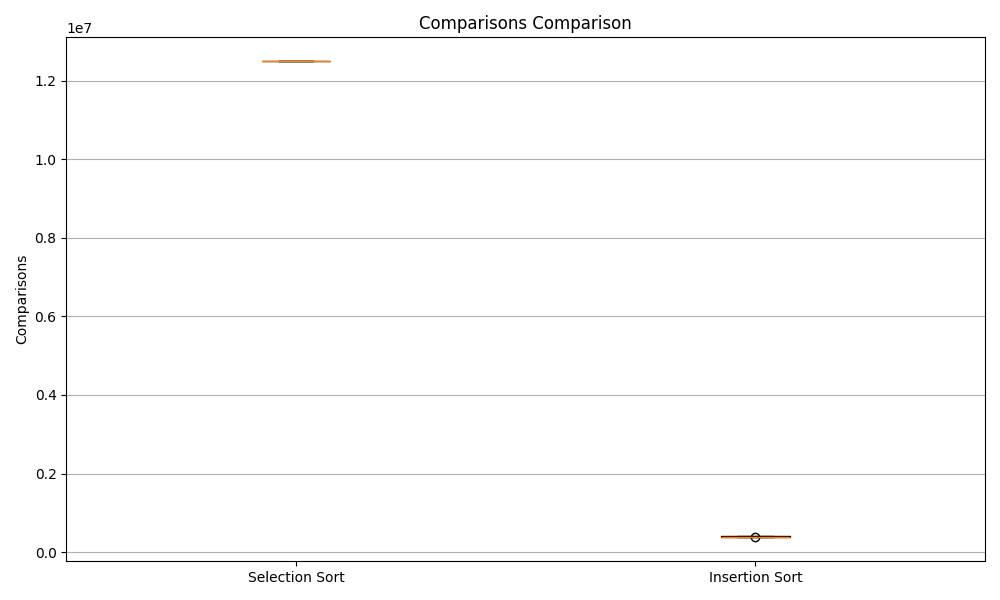 Comparisons Comparison
1e7
1.2
1.0
0.8
0.6
0.4
0.2
0.0
Comparisons
Selection Sort
Insertion Sort